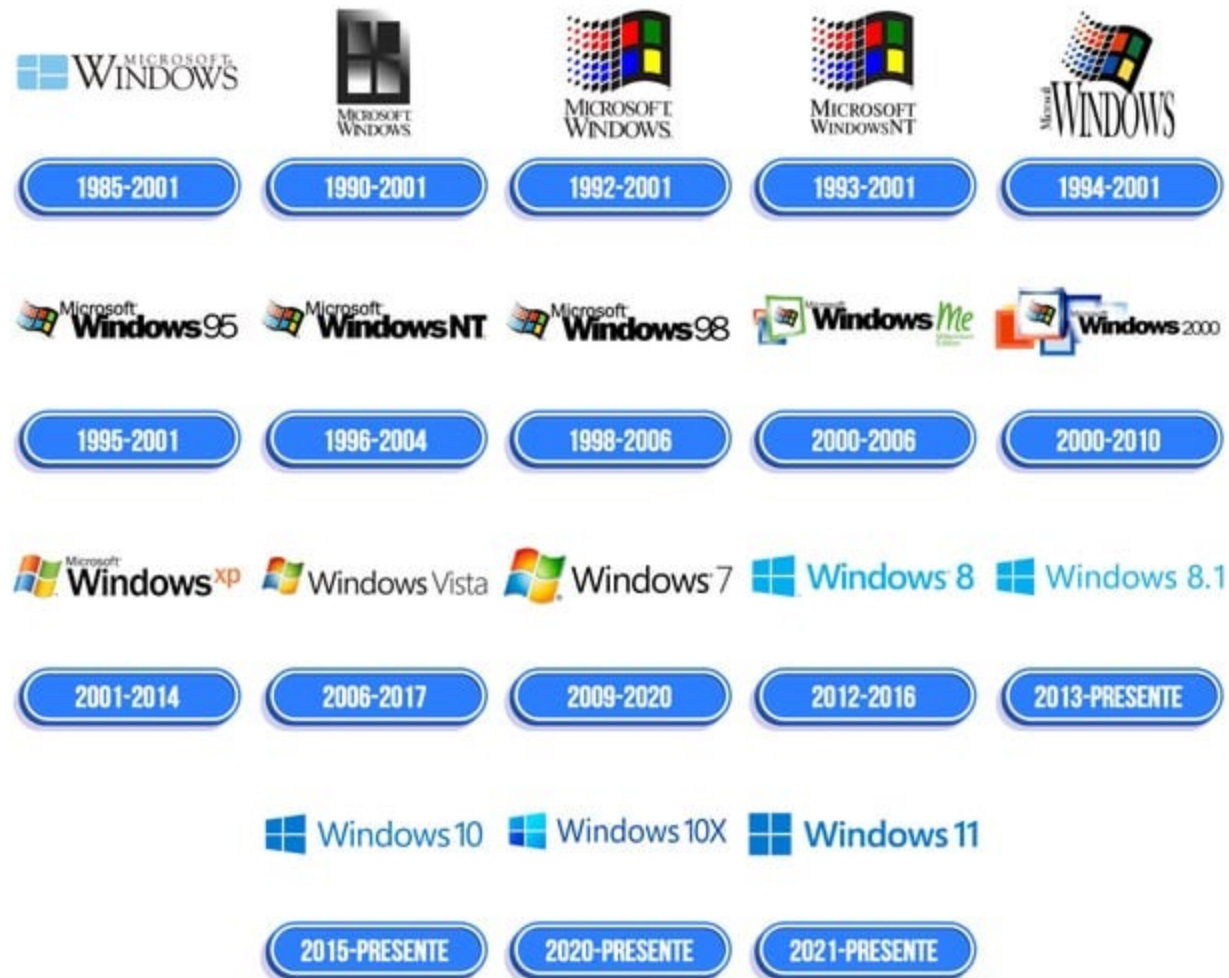 MICROSOFT
WINDOWS
MICROSOFT
WINDOWS
MICROSOFT
WINDOWS
MICROSOFT
WINDOWS NT
Microsoft
WINDOWS
1985-2001
1990-2001
1992-2001
1993-2001
1994-2001
Microsoft
Windows 95
Microsoft
Windows NT
Microsoft
Windows 98
Microsoft
Windows Me
Millennium
Edition
Microsoft
Windows 2000
1995-2001
1996-2004
1998-2006
2000-2006
2000-2010
Microsoft
Windows xp
Windows Vista
Windows 7
Windows 8
Windows 8.1
2001-2014
2006-2017
2009-2020
2012-2016
2013-PRESENTE
Windows 10
Windows 10X
Windows 11
2015-PRESENTE
2020-PRESENTE
2021-PRESENTE